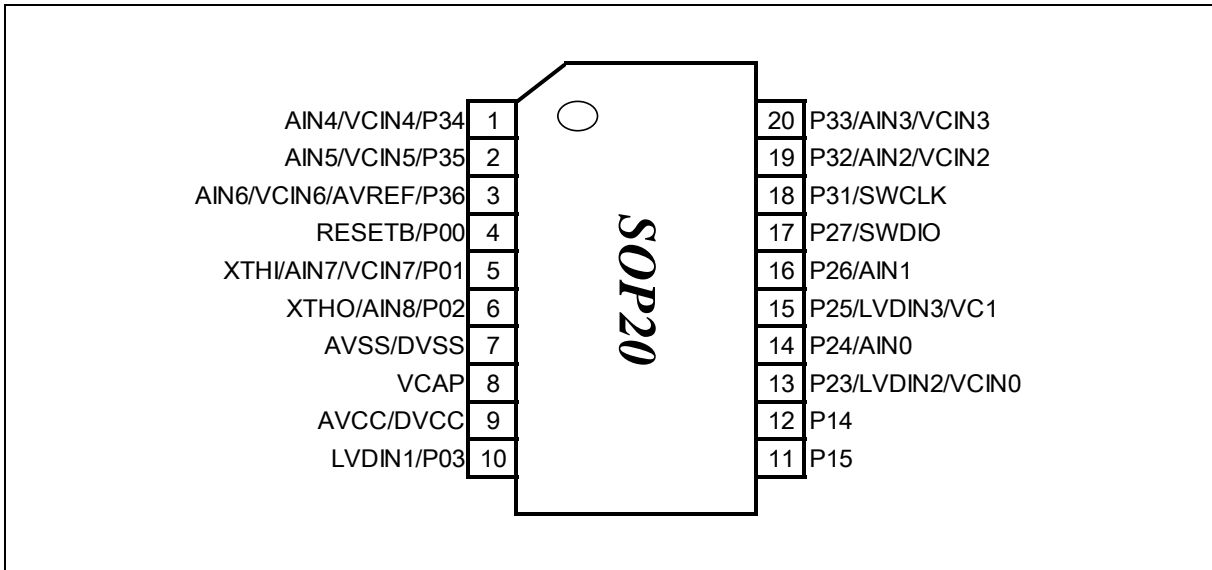 AIN4/VCIN4/P34 1
AIN5/VCIN5/P35 2
AIN6/VCIN6/AVREF/P36 3
RESETB/P00 4
XTHI/AIN7/VCIN7/P01 5
XTHO/AIN8/P02 6
AVSS/DVSS 7
VCAP 8
AVCC/DVCC 9
LVDIN1/P03 10
SOP20
20 P33/AIN3/VCIN3
19 P32/AIN2/VCIN2
18 P31/SWCLK
17 P27/SWDIO
16 P26/AIN1
15 P25/LVDIN3/VC1
14 P24/AIN0
13 P23/LVDIN2/VCIN0
12 P14
11 P15